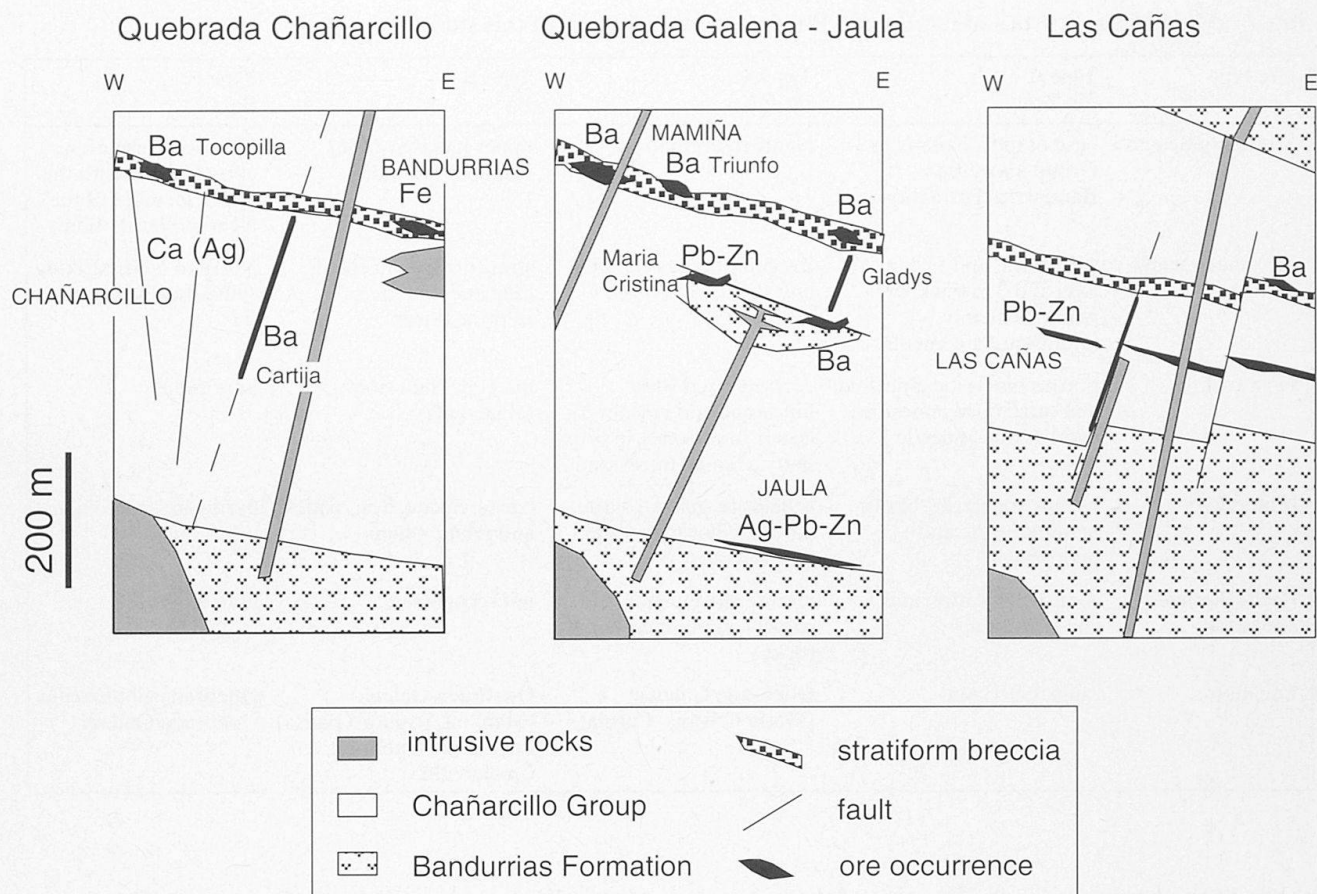 Quebrada Chañarcillo
Quebrada Galena - Jaula
Las Cañas
W
E
W
E
W
E
Ba Tocopilla
BANDURRIAS
Fe
Ca (Ag)
CHAÑARCILLO
Ba
Cartija
200 m
Ba
MAMIÑA
Ba Triunfo
Ba
Maria
Cristina
Pb-Zn
Gladys
Ba
JAULA
Ag-Pb-Zn
Ba
Pb-Zn
LAS CAÑAS
intrusive rocks
Chañarcillo Group
Bandurrias Formation
stratiform breccia
fault
ore occurrence